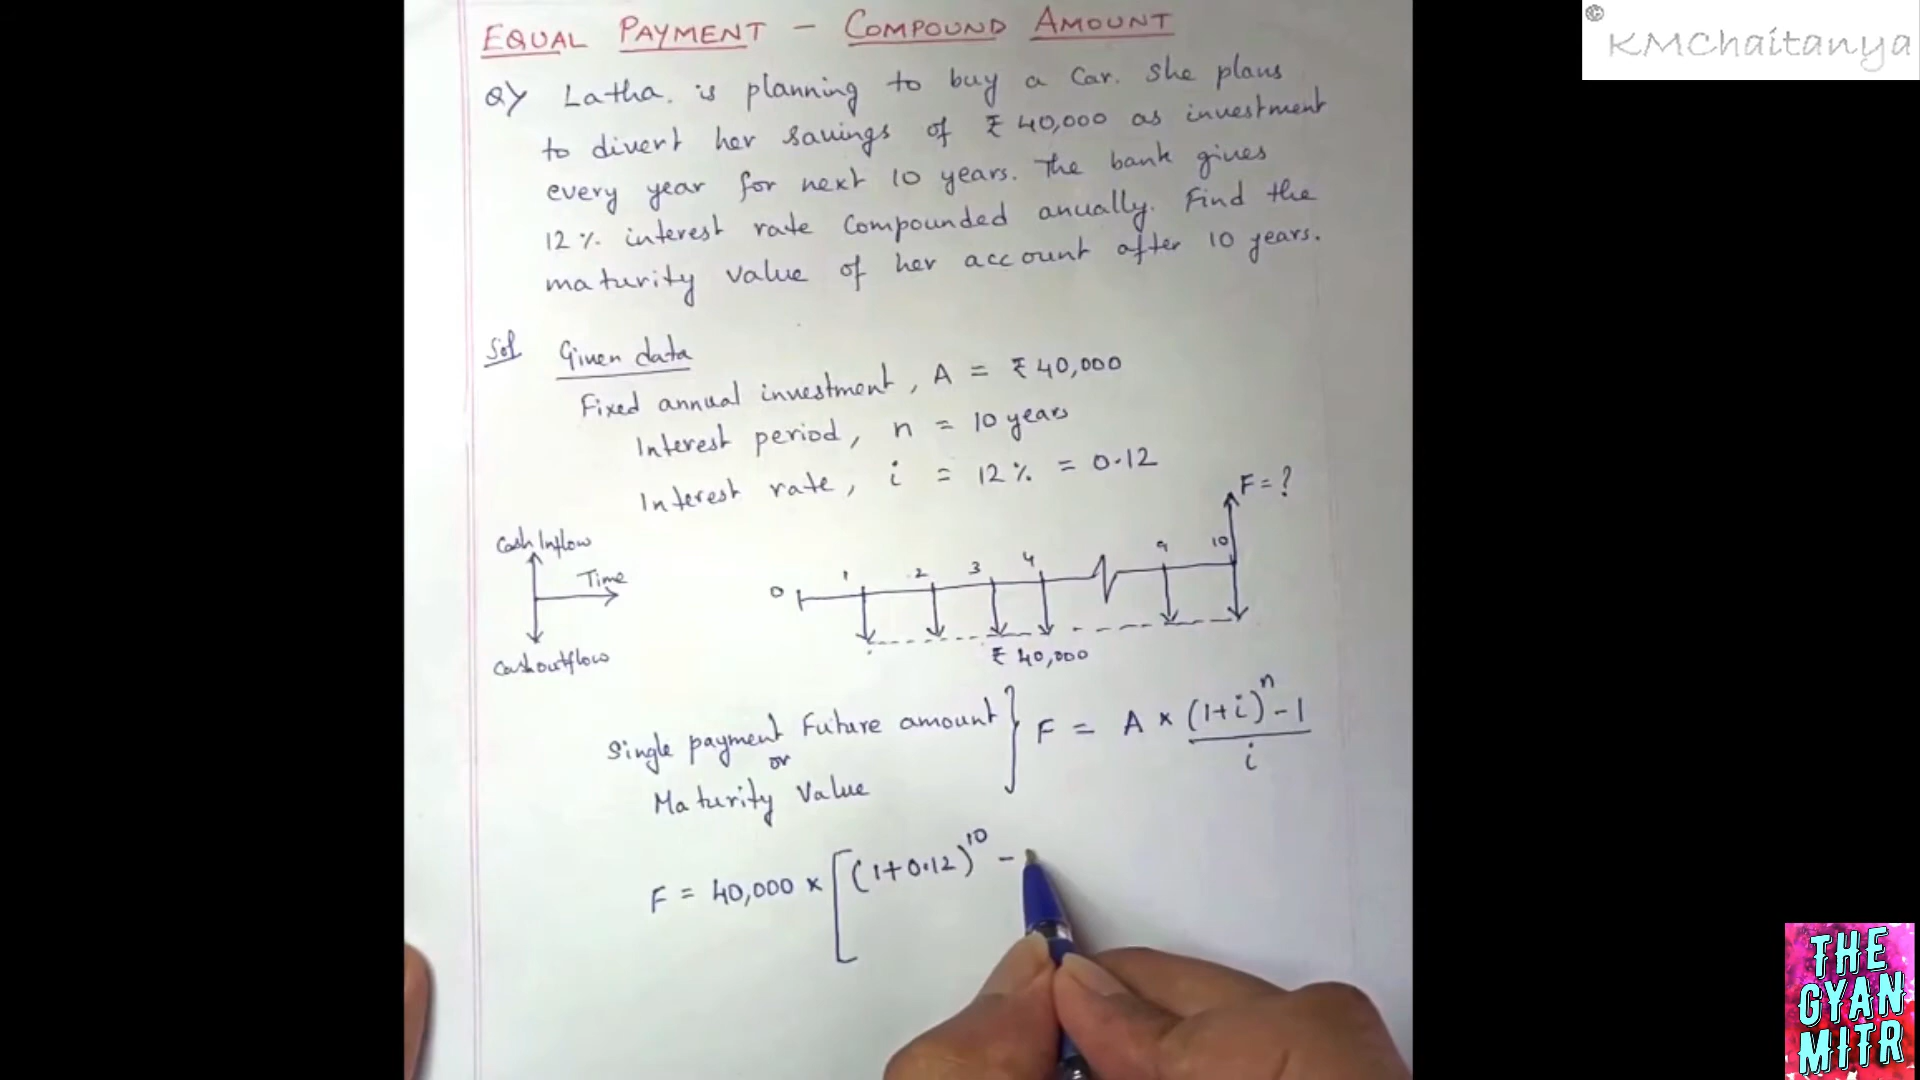 EQUAL PAYMENT - COMPOUND AMOUNT
© KMChaitanya
Q) Latha. is planning to buy a Car. She plans
to divert her savings of ₹ 40,000 as investment
every year for next 10 years. The bank gives
12 % interest rate compounded anually. Find the
maturity value of her account after 10 years.
Sol Given data
Fixed annual investment, A = ₹ 40,000
Interest period, n = 10 years
Interest rate, i = 12 % = 0.12
F = ?
Cash Inflow
Time
Cash outflow
0 1 2 3 4 9 10
₹ 40,000
Single payment Future amount
or
Maturity Value
} F = A × (1+i)^n - 1
i
F = 40,000 × [ (1+0.12)^10 -
THE
GYAN
MITR